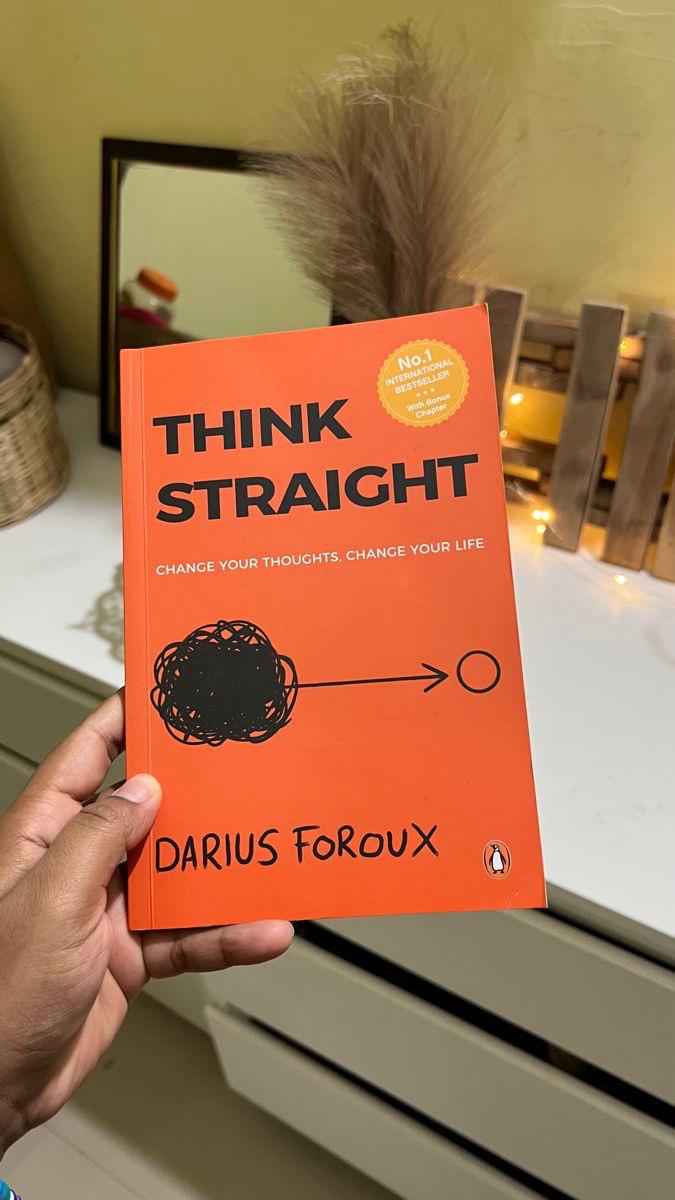 No.1
INTERNATIONAL
BESTSELLER
With Bonus
Chapter
THINK
STRAIGHT
CHANGE YOUR THOUGHTS, CHANGE YOUR LIFE
DARIUS FOROUX